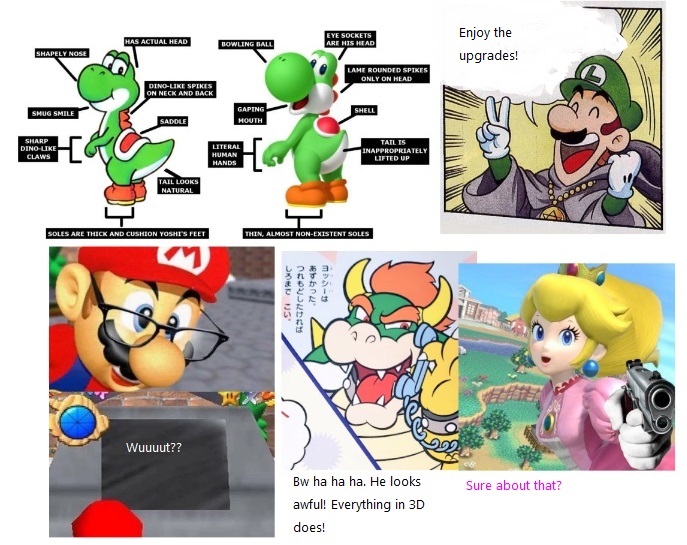 HAS ACTUAL HEAD
SHAPELY NOSE
DINO-LIKE SPIKES
ON NECK AND BACK
SMUG SMILE
SADDLE
SHARP
DINO-LIKE
CLAWS
TAIL LOOKS
NATURAL
SOLES ARE THICK AND CUSHION YOSHI'S FEET
EYE SOCKETS
ARE HIS HEAD
BOWLING BALL
LAME ROUNDED SPIKES
ONLY ON HEAD
GAPING
MOUTH
SHELL
LITERAL
HUMAN
HANDS
TAIL IS
INAPPROPRIATELY
LIFTED UP
THIN, ALMOST NON-EXISTENT SOLES
Enjoy the
upgrades!
L
M
Wuuuut??
ヨッシーは
あずかった。
つれもどしたければ
しろまで こい。
Bw ha ha ha. He looks
awful! Everything in 3D
does!
Sure about that?